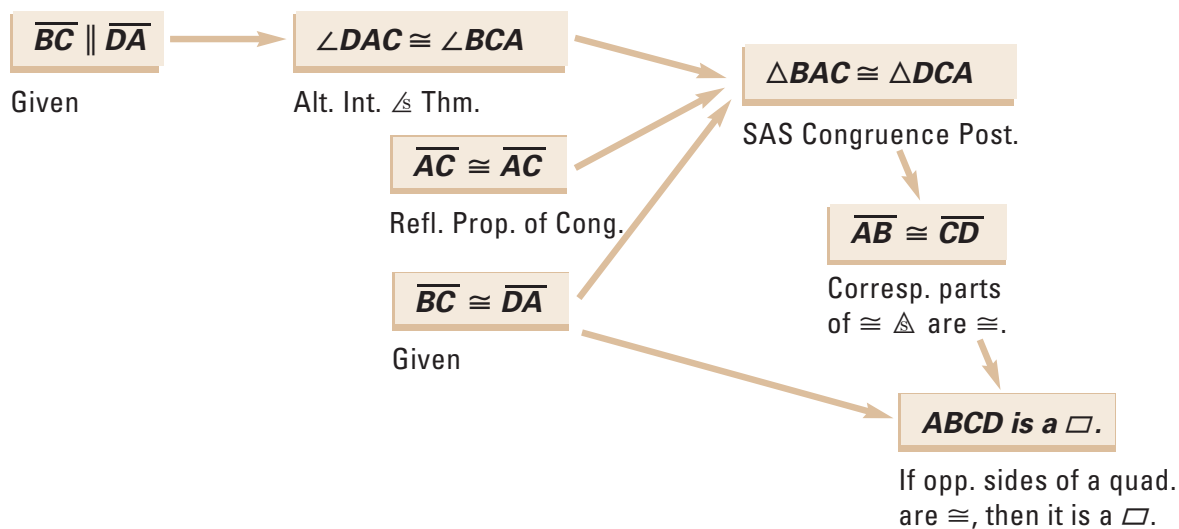 BC ∥ DA
Given
∠DAC ≅ ∠BCA
Alt. Int. ∠s Thm.
AC ≅ AC
Refl. Prop. of Cong.
BC ≅ DA
Given
△BAC ≅ △DCA
SAS Congruence Post.
AB ≅ CD
Corresp. parts
of ≅ △s are ≅.
ABCD is a ▱.
If opp. sides of a quad.
are ≅, then it is a ▱.